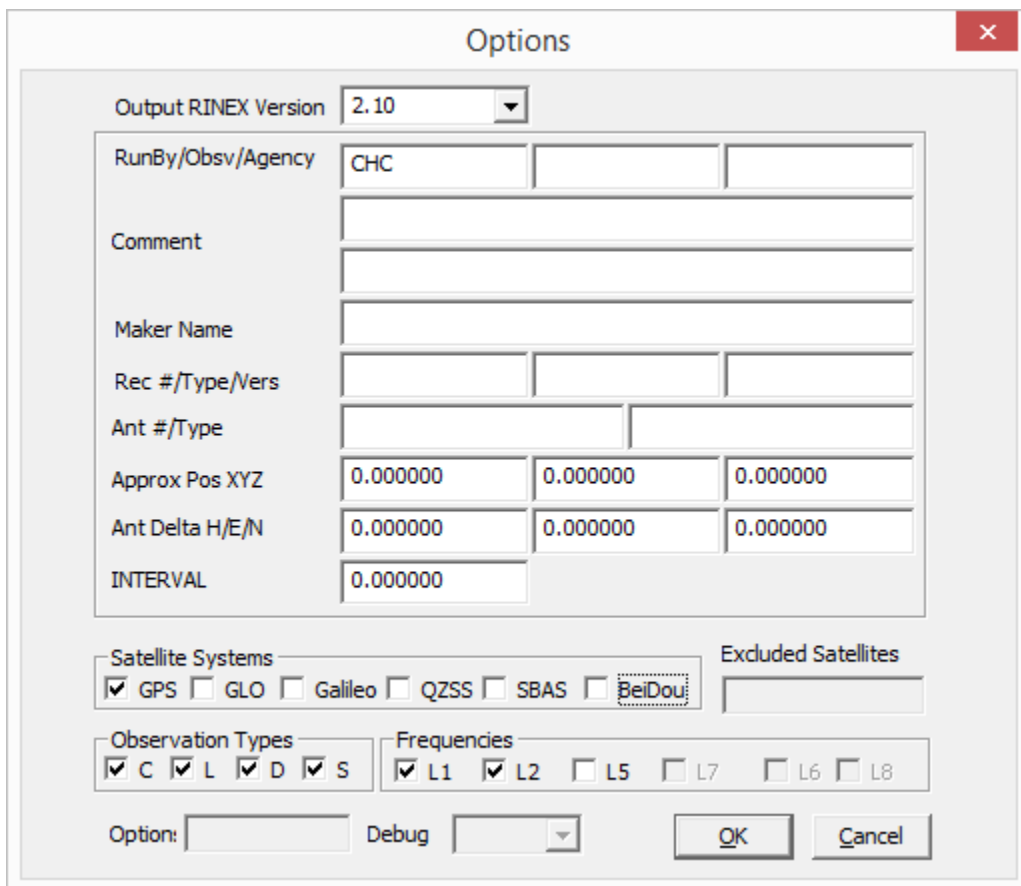 Options
Output RINEX Version 2.10
RunBy/Obsv/Agency CHC
Comment
Maker Name
Rec #/Type/Vers
Ant #/Type
Approx Pos XYZ 0.000000 0.000000 0.000000
Ant Delta H/E/N 0.000000 0.000000 0.000000
INTERVAL 0.000000
Satellite Systems Excluded Satellites
GPS GLO Galileo QZSS SBAS BeiDou
Observation Types Frequencies
C L D S L1 L2 L5 L7 L6 L8
Option: Debug OK Cancel